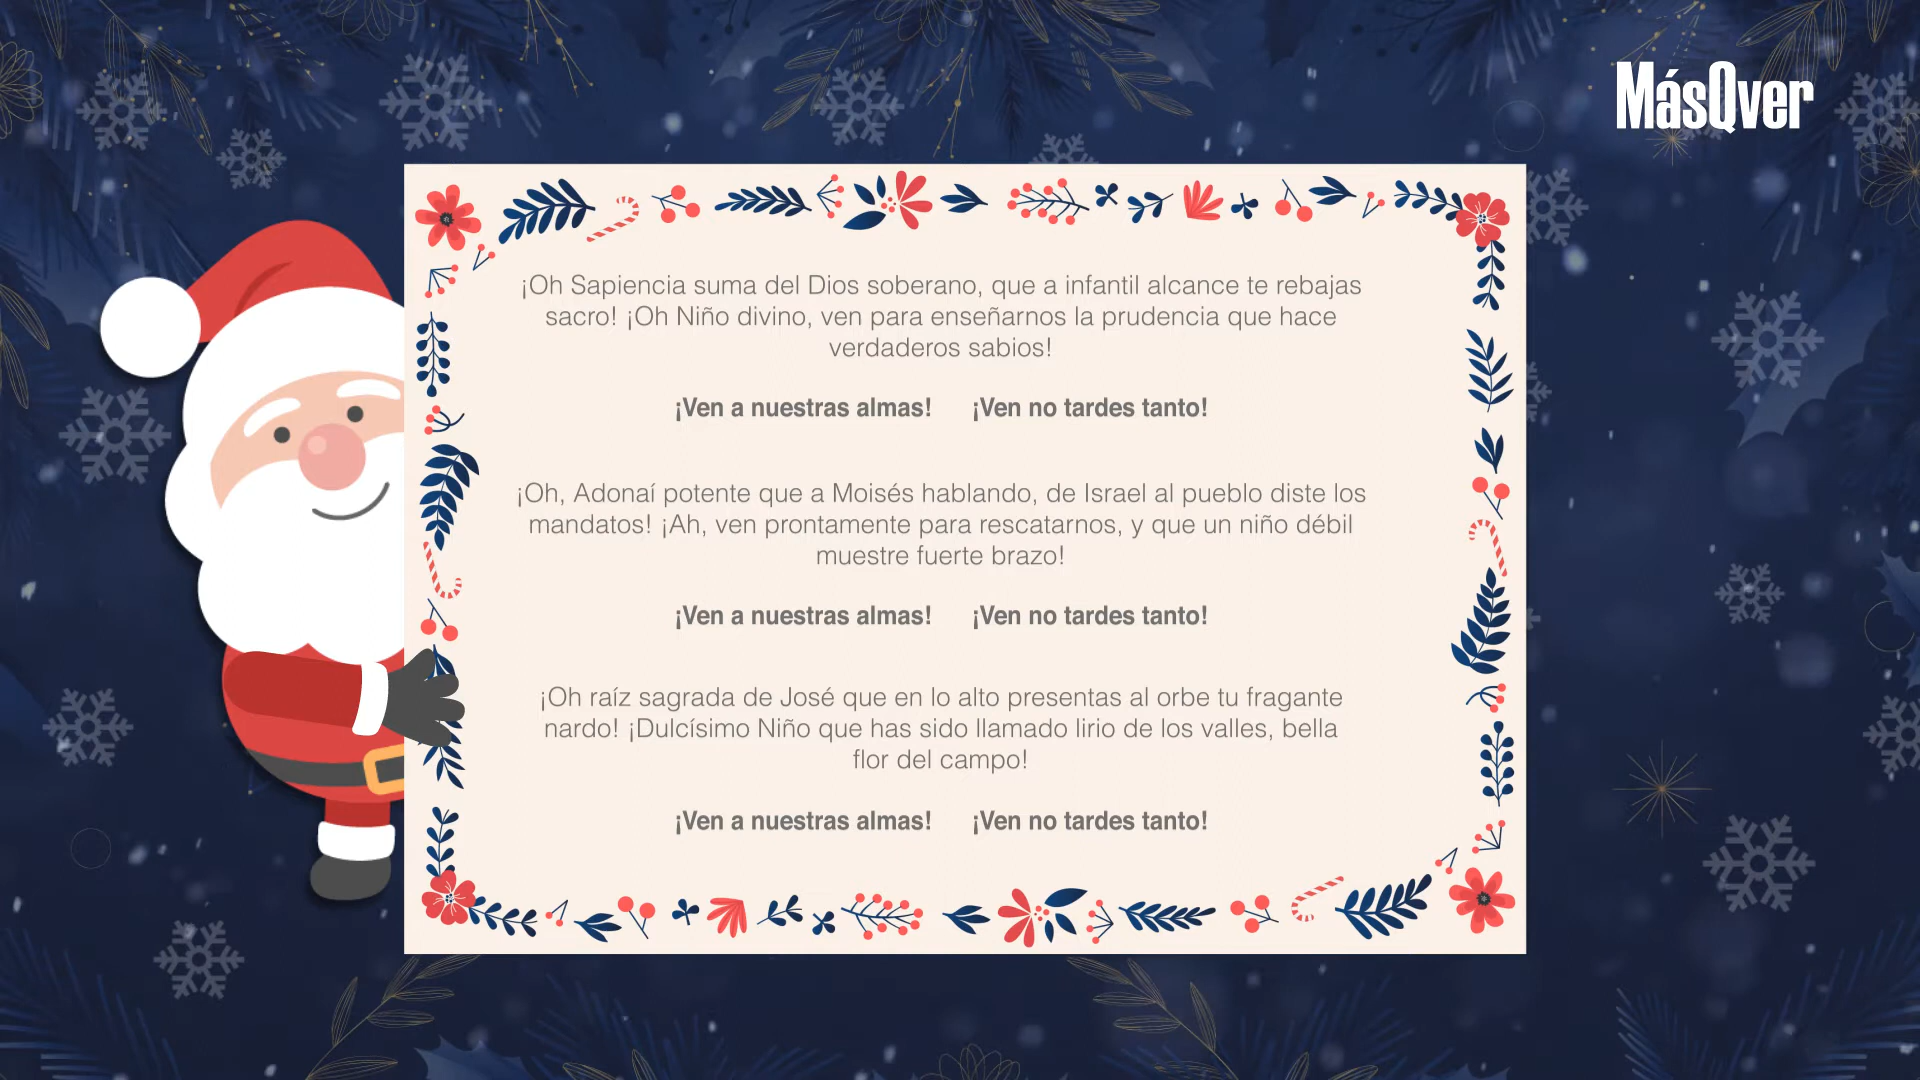 MásQver
¡Oh Sapiencia suma del Dios soberano, que a infantil alcance te rebajas
sacro! ¡Oh Niño divino, ven para enseñarnos la prudencia que hace
verdaderos sabios!
¡Ven a nuestras almas! ¡Ven no tardes tanto!
¡Oh, Adonaí potente que a Moisés hablando, de Israel al pueblo diste los
mandatos! ¡Ah, ven prontamente para rescatarnos, y que un niño débil
muestre fuerte brazo!
¡Ven a nuestras almas! ¡Ven no tardes tanto!
¡Oh raíz sagrada de José que en lo alto presentas al orbe tu fragante
nardo! ¡Dulcísimo Niño que has sido llamado lirio de los valles, bella
flor del campo!
¡Ven a nuestras almas! ¡Ven no tardes tanto!